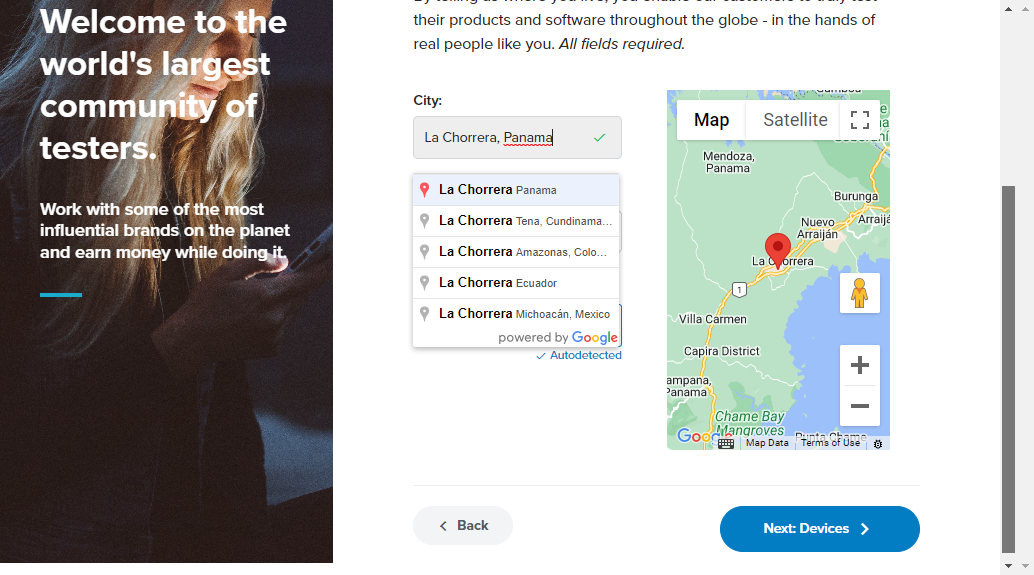 Welcome to the
world's largest
community of
testers.
Work with some of the most
influential brands on the planet
and earn money while doing it.
their products and software throughout the globe - in the hands of
real people like you. All fields required.
City:
La Chorrera, Panama
La Chorrera Panama
La Chorrera Tena, Cundinama...
La Chorrera Amazonas, Colo...
La Chorrera Ecuador
La Chorrera Michoacán, Mexico
powered by Google
Autodetected
Map
Satellite
Mendoza,
Panama
Burunga
Nuevo
Arraiján
Arraiján
La Chorrera
1
Villa Carmen
Capira District
Panama
Chame Bay
Mangroves
Punta Chame
Google
Map Data
Terms of Use
Back
Next: Devices